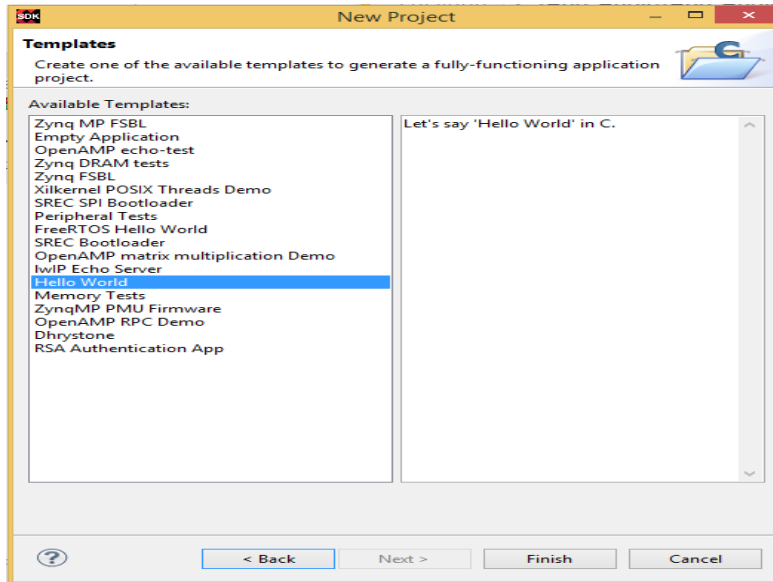 SDK
New Project
Templates
Create one of the available templates to generate a fully-functioning application
project.
Available Templates:
Zynq MP FSBL
Empty Application
OpenAMP echo-test
Zynq DRAM tests
Zynq FSBL
Xilkernel POSIX Threads Demo
SREC SPI Bootloader
Peripheral Tests
FreeRTOS Hello World
SREC Bootloader
OpenAMP matrix multiplication Demo
lwIP Echo Server
Hello World
Memory Tests
ZynqMP PMU Firmware
OpenAMP RPC Demo
Dhrystone
RSA Authentication App
Let's say 'Hello World' in C.
?
< Back
Next >
Finish
Cancel